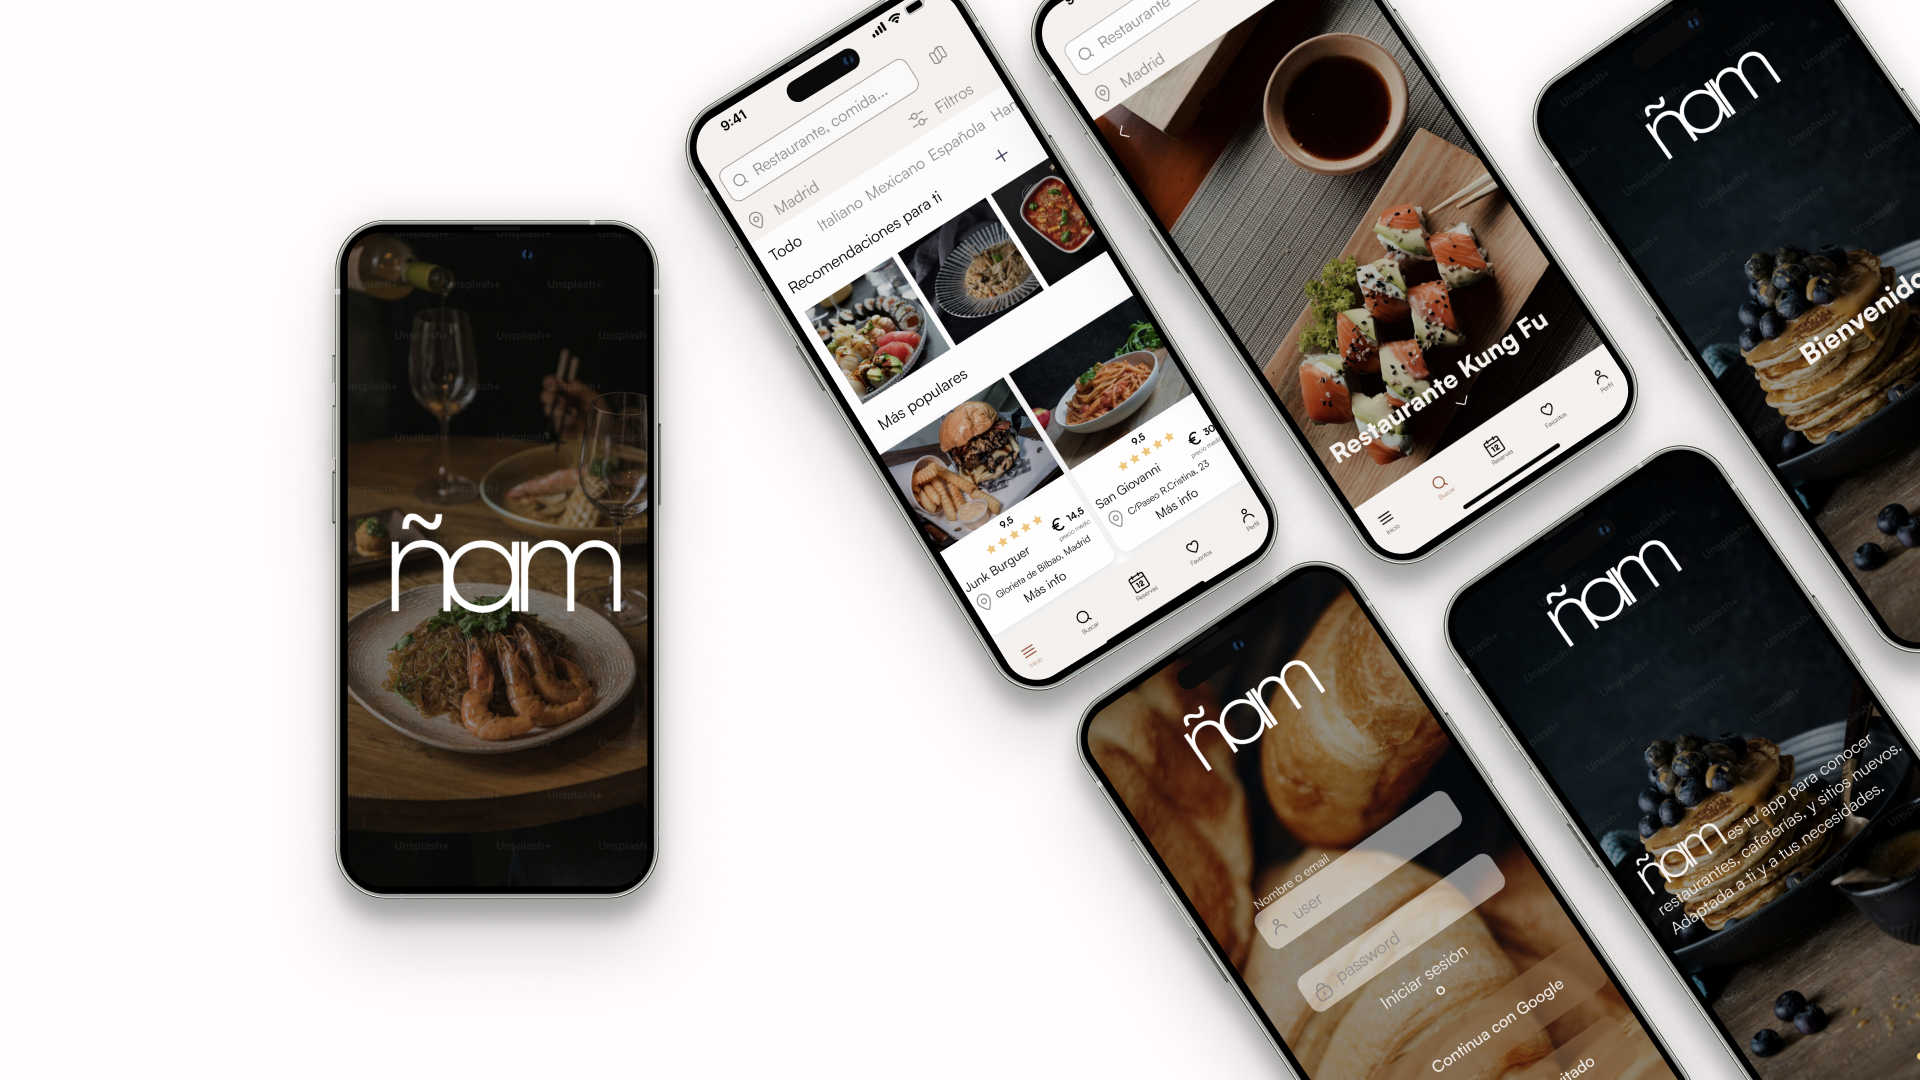 ñam
9:41
Restaurante, comida...
Madrid
Filtros
Todo
Italiano
Mexicano
Española
Recomendaciones para ti
Más populares
9,5
€ 14,5
precio medio
Junk Burguer
Glorieta de Bilbao, Madrid
Más info
9,5
€ 30
precio medio
San Giovanni
C/Paseo R.Cristina, 23
Más info
Inicio
Buscar
12
Reservas
Favoritos
Perfil
Restaurante
Madrid
Restaurante Kung Fu
Inicio
Buscar
12
Reservas
Favoritos
Perfil
ñam
Bienvenido
ñam
Nombre o email
user
password
Iniciar sesión
o
Continua con Google
ñam
ñam es tu app para conocer
restaurantes, cafeterías, y sitios nuevos.
Adaptada a ti y a tus necesidades.
Unsplash+